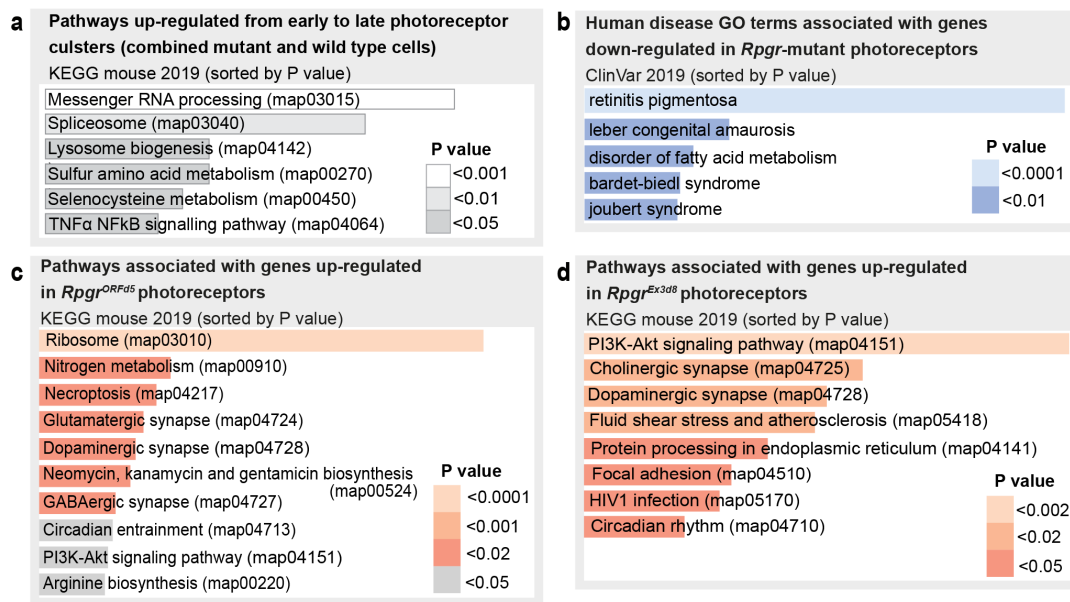 a
Pathways up-regulated from early to late photoreceptor
culsters (combined mutant and wild type cells)
KEGG mouse 2019 (sorted by P value)
Messenger RNA processing (map03015)
Spliceosome (map03040)
Lysosome biogenesis (map04142)
Sulfur amino acid metabolism (map00270)
Selenocysteine metabolism (map00450)
TNFα NFkB signalling pathway (map04064)
P value
<0.001
<0.01
<0.05
b
Human disease GO terms associated with genes
down-regulated in Rpgr-mutant photoreceptors
ClinVar 2019 (sorted by P value)
retinitis pigmentosa
leber congenital amaurosis
disorder of fatty acid metabolism
bardet-biedl syndrome
joubert syndrome
P value
<0.0001
<0.01
c
Pathways associated with genes up-regulated
in RpgrORFd5 photoreceptors
KEGG mouse 2019 (sorted by P value)
Ribosome (map03010)
Nitrogen metabolism (map00910)
Necroptosis (map04217)
Glutamatergic synapse (map04724)
Dopaminergic synapse (map04728)
Neomycin, kanamycin and gentamicin biosynthesis
(map00524)
GABAergic synapse (map04727)
Circadian entrainment (map04713)
PI3K-Akt signaling pathway (map04151)
Arginine biosynthesis (map00220)
P value
<0.0001
<0.001
<0.02
<0.05
d
Pathways associated with genes up-regulated
in RpgrEx3d8 photoreceptors
KEGG mouse 2019 (sorted by P value)
PI3K-Akt signaling pathway (map04151)
Cholinergic synapse (map04725)
Dopaminergic synapse (map04728)
Fluid shear stress and atherosclerosis (map05418)
Protein processing in endoplasmic reticulum (map04141)
Focal adhesion (map04510)
HIV1 infection (map05170)
Circadian rhythm (map04710)
P value
<0.002
<0.02
<0.05